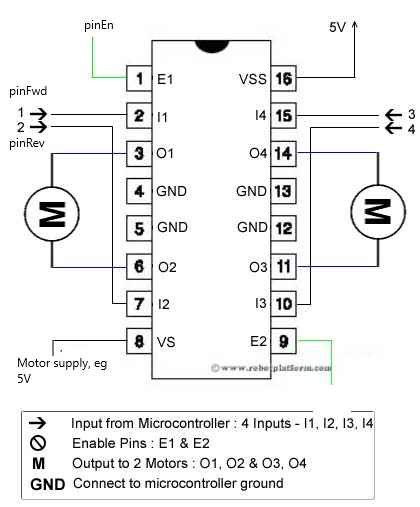 pinEn
5V
1 E1 VSS 16
pinFwd
1 2 I1 I4 15 3
2 4
pinRev
3 O1 O4 14
M M
4 GND GND 13
5 GND GND 12
6 O2 O3 11
7 I2 I3 10
8 VS E2 9
Motor supply, eg
5V
© www.robotplatform.com
Input from Microcontroller : 4 Inputs - I1, I2, I3, I4
Enable Pins : E1 & E2
M Output to 2 Motors : O1, O2 & O3, O4
GND Connect to microcontroller ground